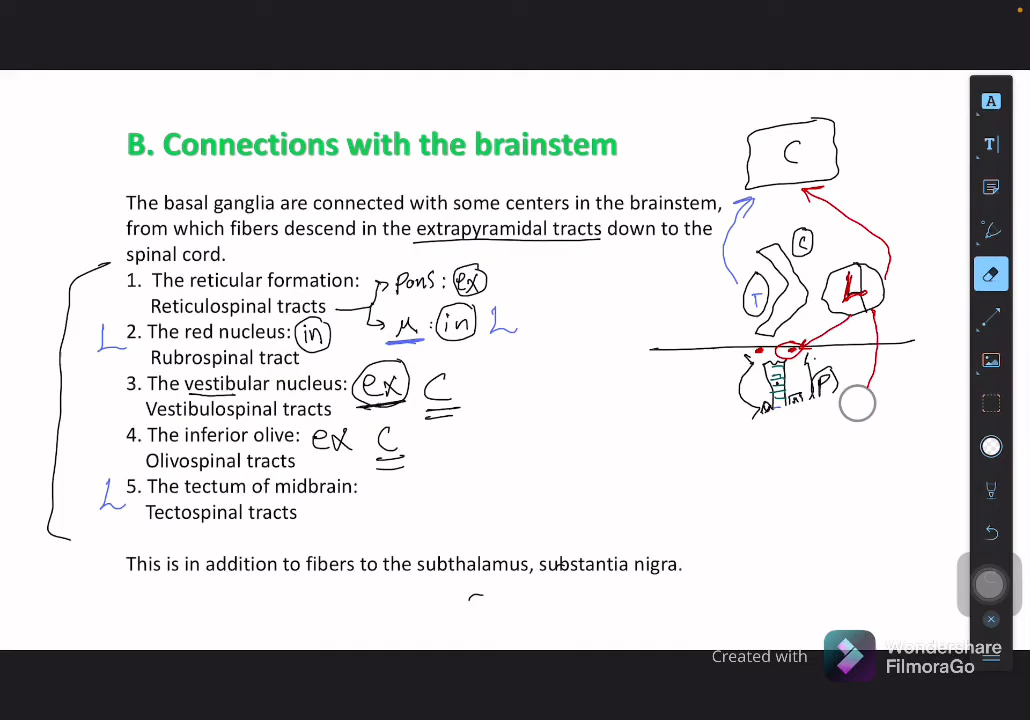 B. Connections with the brainstem
The basal ganglia are connected with some centers in the brainstem,
from which fibers descend in the extrapyramidal tracts down to the
spinal cord.
1. The reticular formation: pons: ex
Reticulospinal tracts M: in L
L 2. The red nucleus: in
Rubrospinal tract
3. The vestibular nucleus: ex C
Vestibulospinal tracts
4. The inferior olive: ex C
Olivospinal tracts
L 5. The tectum of midbrain:
Tectospinal tracts
This is in addition to fibers to the subthalamus, substantia nigra.
C
C
T
L
P
A
T
Created with
Wondershare
FilmoraGo